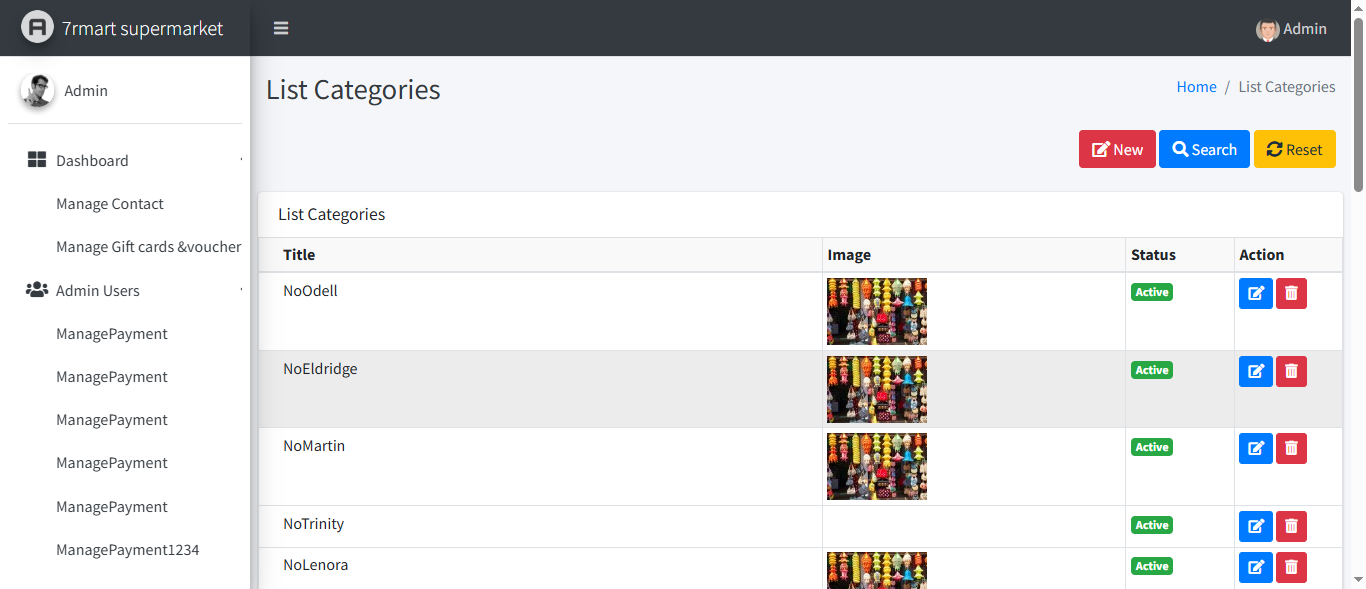 7rmart supermarket
Admin
Admin
List Categories
Home / List Categories
New
Search
Reset
Dashboard
Manage Contact
Manage Gift cards &voucher
Admin Users
ManagePayment
ManagePayment
ManagePayment
ManagePayment
ManagePayment
ManagePayment1234
List Categories
Title Image Status Action
NoOdell Active
NoEldridge Active
NoMartin Active
NoTrinity Active
NoLenora Active